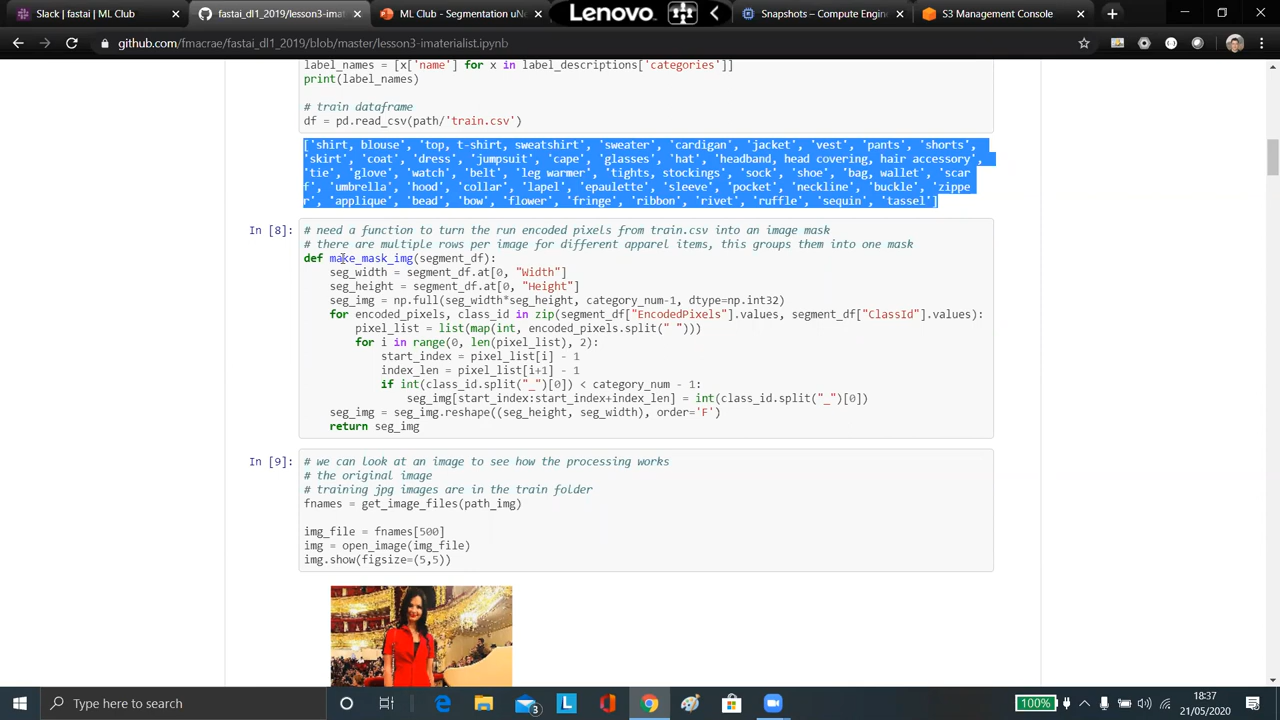 Slack | ML Club
fastai_dl1_2019/lesson3-imateria
ML Club - Segmentation uNe
Lenovo
Snapshots – Computer Engine
S3 Management Console
github.com/fmacrae/fastai_dl1_2019/blob/master/lesson3-imaterialist.ipynb
label_names = [x['name'] for x in label_descriptions['categories']]
print(label_names)
# train dataframe
df = pd.read_csv(path/'train.csv')
['shirt, blouse', 'top, t-shirt, sweatshirt', 'sweater', 'cardigan', 'jacket', 'vest', 'pants', 'shorts',
'skirt', 'coat', 'dress', 'jumpsuit', 'cape', 'glasses', 'hat', 'headband, head covering, hair accessory',
'tie', 'glove', 'watch', 'belt', 'leg warmer', 'tights, stockings', 'sock', 'shoe', 'bag, wallet', 'scar
f', 'umbrella', 'hood', 'collar', 'lapel', 'epaulette', 'sleeve', 'pocket', 'neckline', 'buckle', 'zippe
r', 'applique', 'bead', 'bow', 'flower', 'fringe', 'ribbon', 'rivet', 'ruffle', 'sequin', 'tassel']
In [8]:
# need a function to turn the run encoded pixels from train.csv into an image mask
# there are multiple rows per image for different apparel items, this groups them into one mask
def make_mask_img(segment_df):
seg_width = segment_df.at[0, "Width"]
seg_height = segment_df.at[0, "Height"]
seg_img = np.full(seg_width*seg_height, category_num-1, dtype=np.int32)
for encoded_pixels, class_id in zip(segment_df["EncodedPixels"].values, segment_df["ClassId"].values):
pixel_list = list(map(int, encoded_pixels.split(" ")))
for i in range(0, len(pixel_list), 2):
start_index = pixel_list[i] - 1
index_len = pixel_list[i+1] - 1
if int(class_id.split("_")[0]) < category_num - 1:
seg_img[start_index:start_index+index_len] = int(class_id.split("_")[0])
seg_img = seg_img.reshape((seg_height, seg_width), order='F')
return seg_img
In [9]:
# we can look at an image to see how the processing works
# the original image
# training jpg images are in the train folder
fnames = get_image_files(path_img)
img_file = fnames[500]
img = open_image(img_file)
img.show(figsize=(5,5))
Type here to search
3
L
100%
18:37
21/05/2020